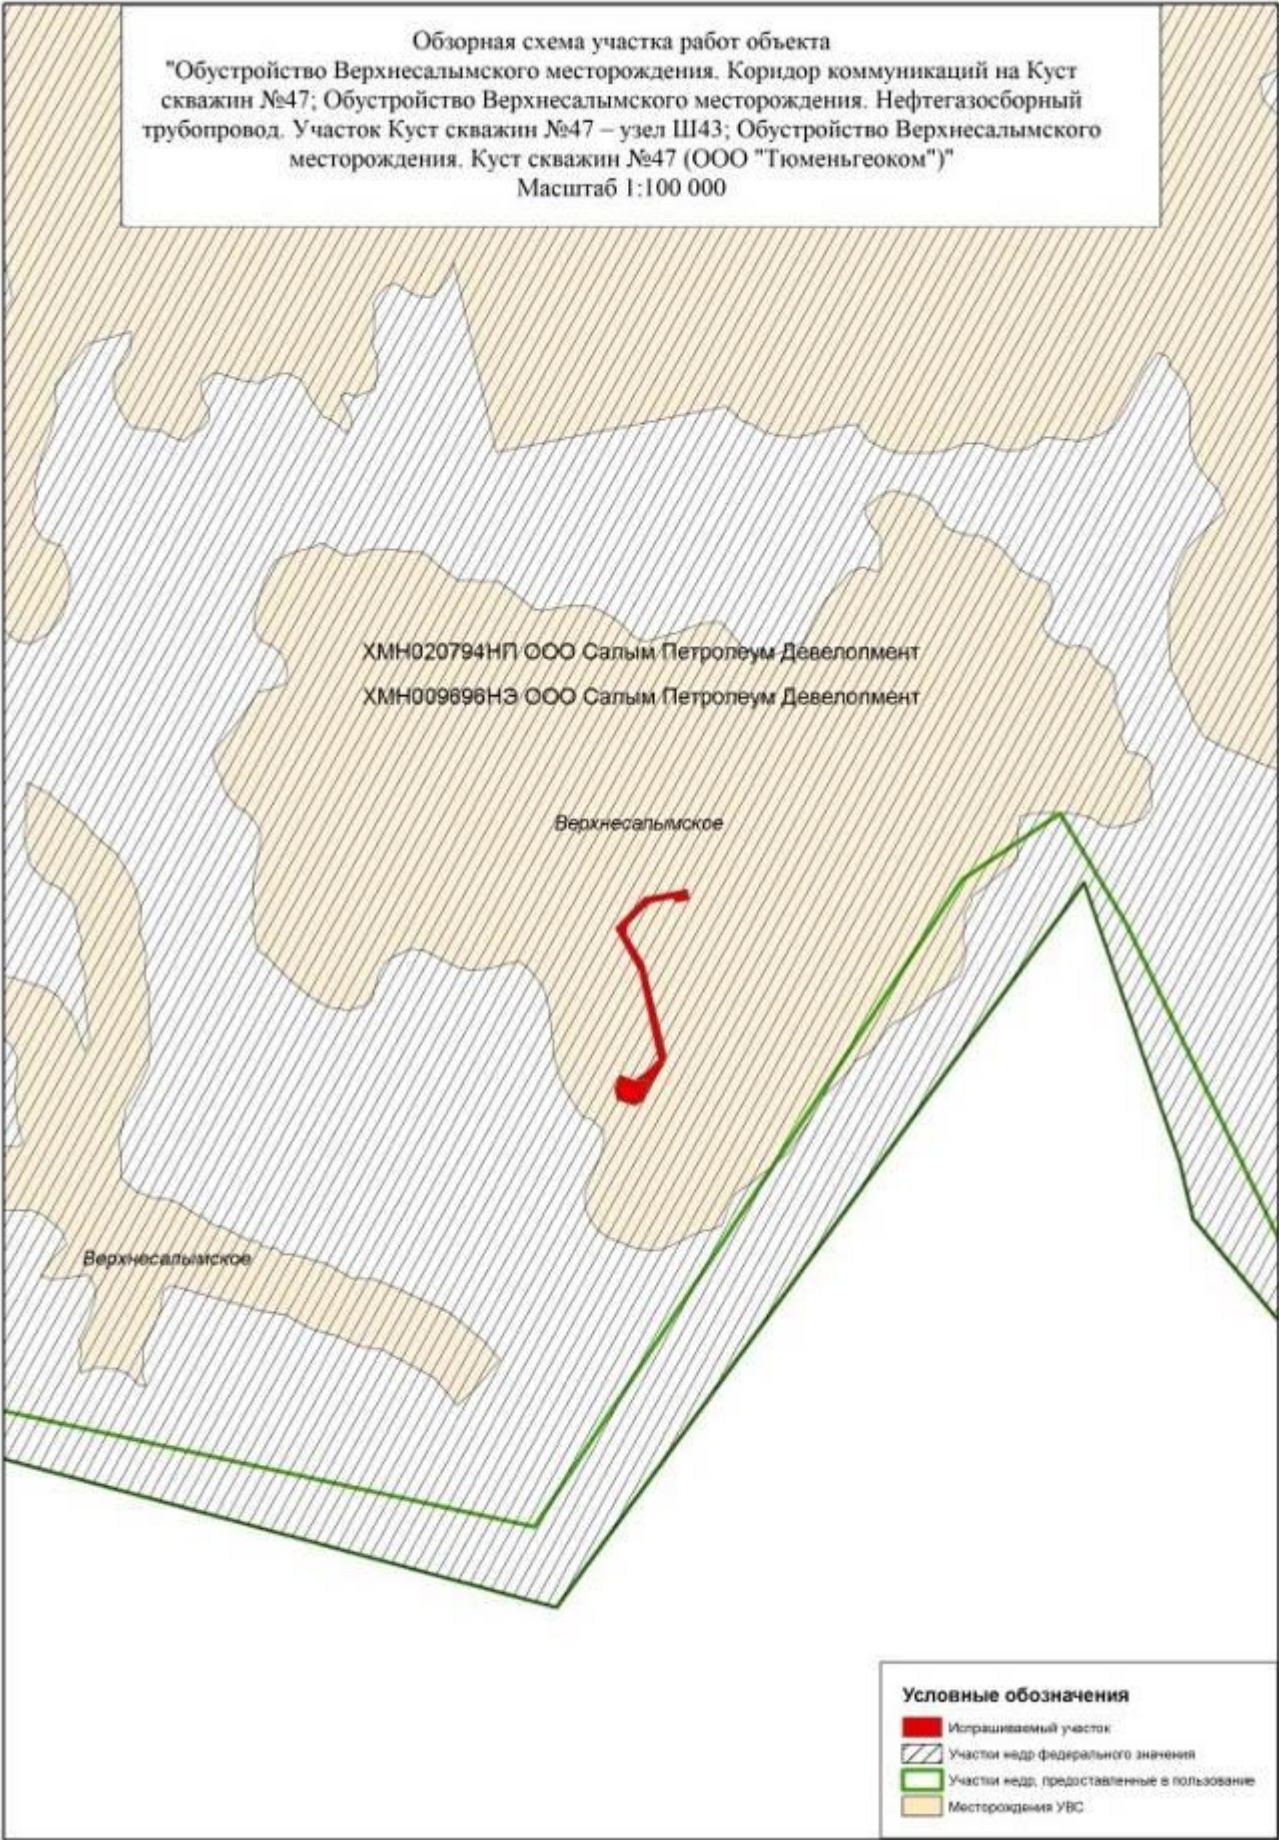 Обзорная схема участка работ объекта
"Обустройство Верхнесалымского месторождения. Коридор коммуникаций на Куст
скважин №47; Обустройство Верхнесалымского месторождения. Нефтегазосборный
трубопровод. Участок Куст скважин №47 – узел Ш43; Обустройство Верхнесалымского
месторождения. Куст скважин №47 (ООО "Тюменьгеоком")"
Масштаб 1:100 000
ХМН020794НП ООО Салым Петролеум Девелопмент
ХМН009696НЭ ООО Салым Петролеум Девелопмент
Верхнесалымское
Верхнесалымское
Условные обозначения
Испрашиваемый участок
Участки недр федерального значения
Участки недр, предоставленные в пользование
Месторождения УВС